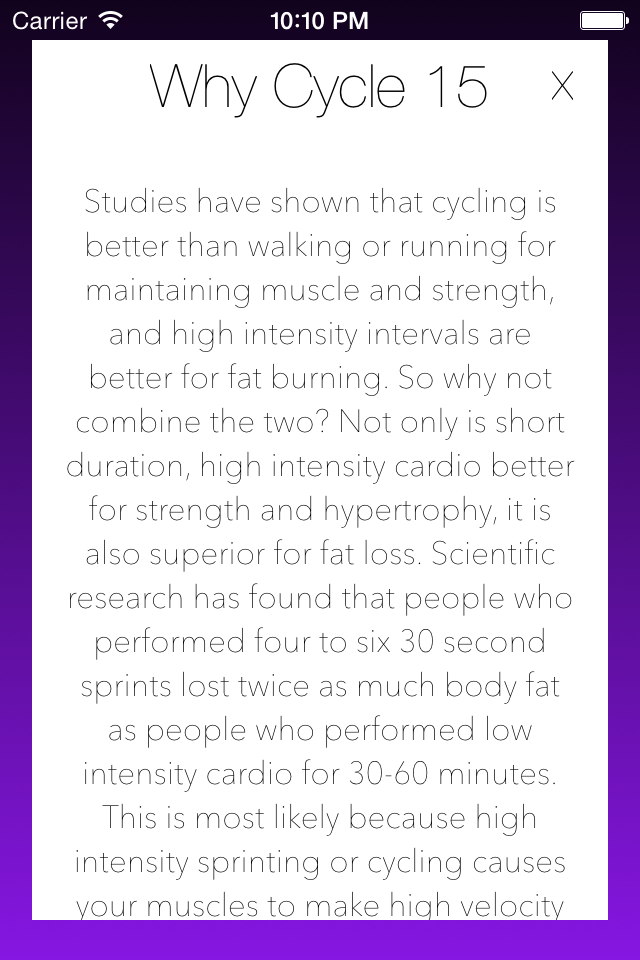 Carrier 10:10 PM
Why Cycle 15 X
Studies have shown that cycling is
better than walking or running for
maintaining muscle and strength,
and high intensity intervals are
better for fat burning. So why not
combine the two? Not only is short
duration, high intensity cardio better
for strength and hypertrophy, it is
also superior for fat loss. Scientific
research has found that people who
performed four to six 30 second
sprints lost twice as much body fat
as people who performed low
intensity cardio for 30-60 minutes.
This is most likely because high
intensity sprinting or cycling causes
your muscles to make high velocity